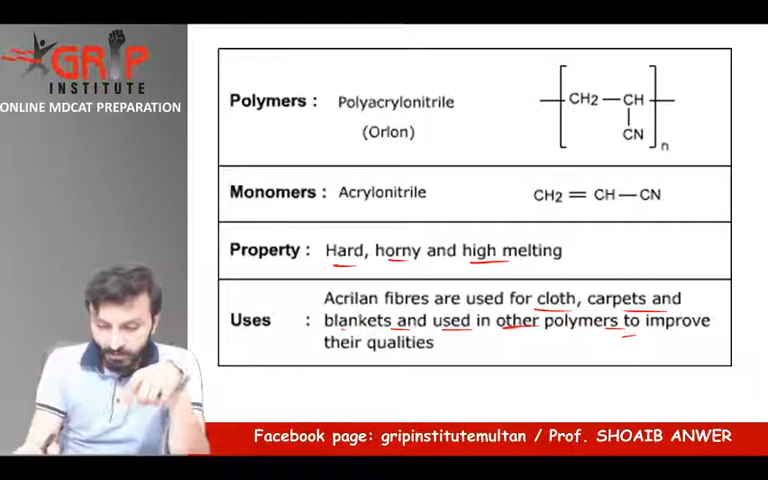 GRIP
INSTITUTE
ONLINE MDCAT PREPARATION
Polymers : Polyacrylonitrile
(Orlon)
CH2 — CH
CN
n
Monomers : Acrylonitrile CH2 = CH — CN
Property : Hard, horny and high melting
Uses : Acrilan fibres are used for cloth, carpets and
blankets and used in other polymers to improve
their qualities
Facebook page: gripinstitutemultan / Prof. SHOAIB ANWER